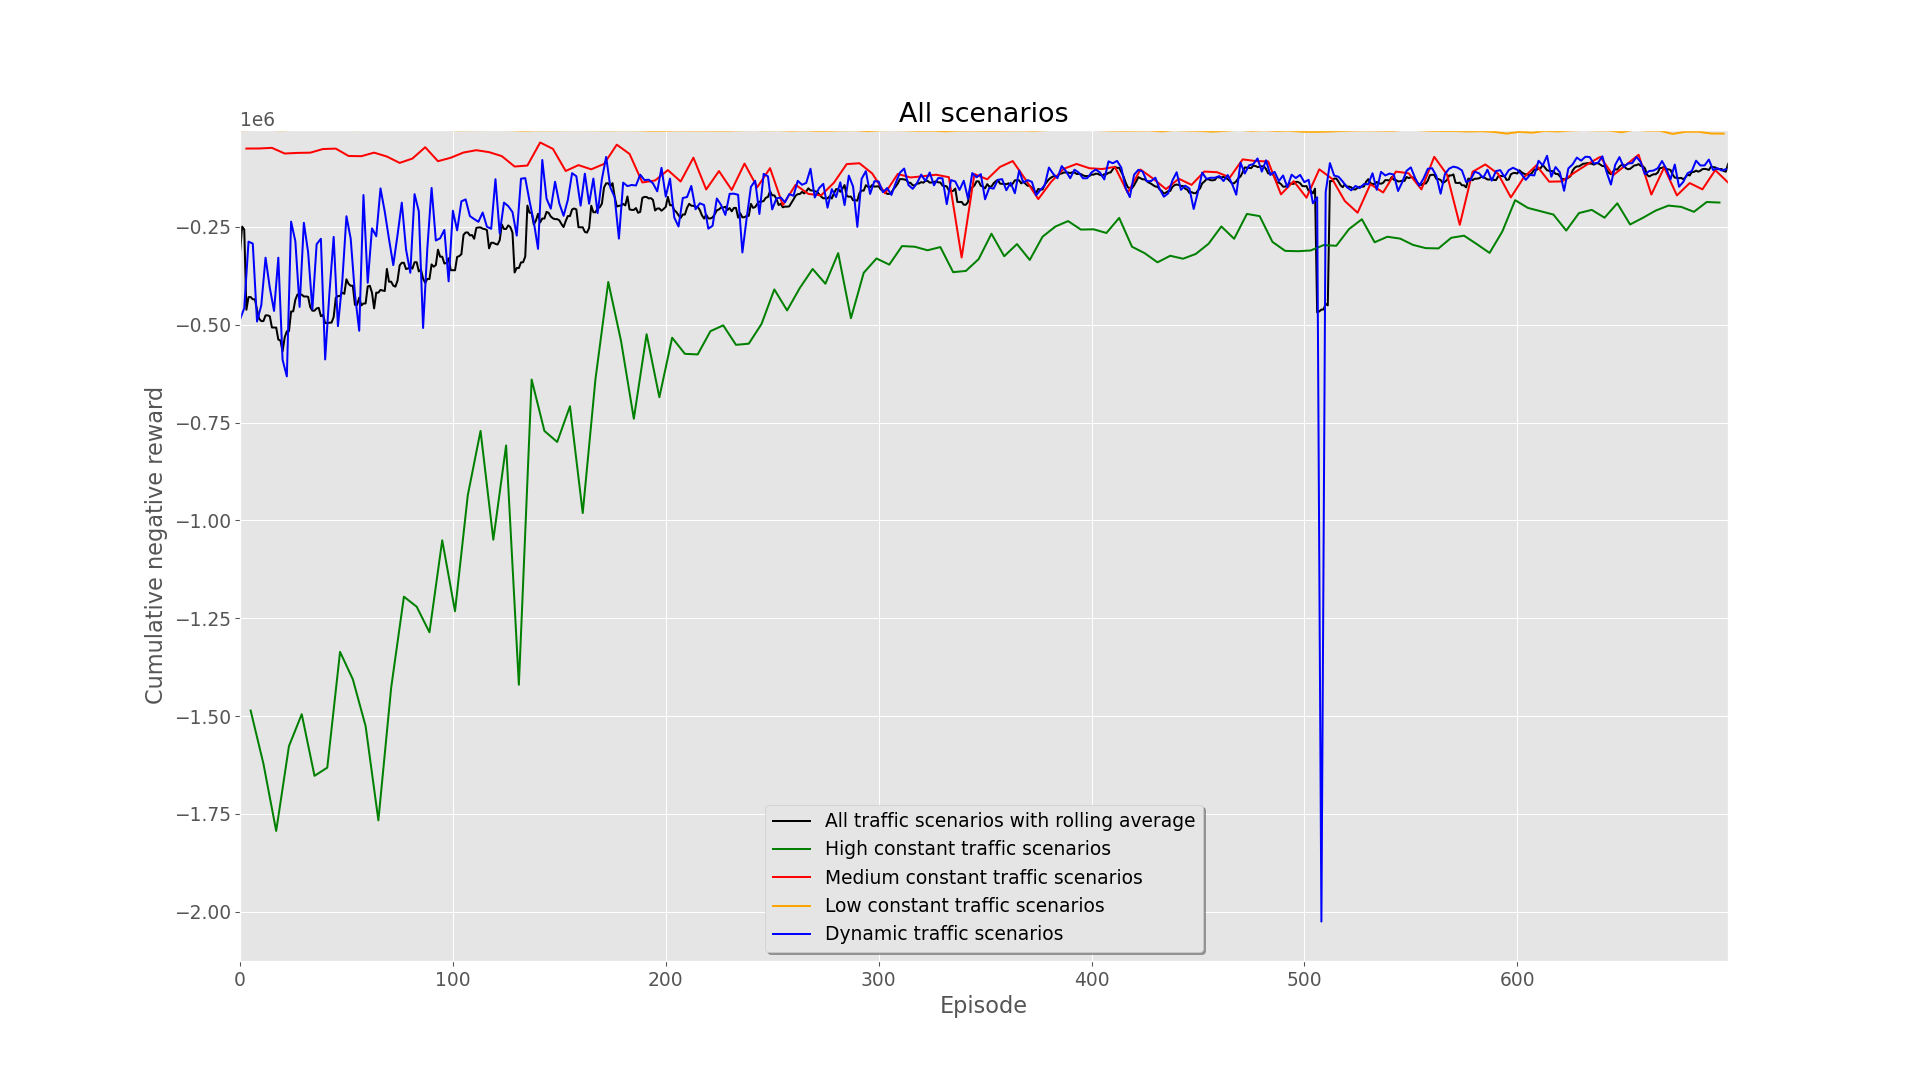 All scenarios
1e6
−0.25
−0.50
−0.75
−1.00
−1.25
−1.50
−1.75
−2.00
Cumulative negative reward
All traffic scenarios with rolling average
High constant traffic scenarios
Medium constant traffic scenarios
Low constant traffic scenarios
Dynamic traffic scenarios
0 100 200 300 400 500 600
Episode